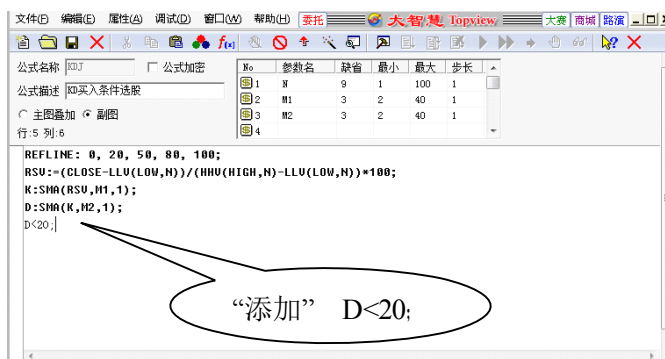 文件(F) 编辑(E) 属性(A) 调试(D) 窗口(W) 帮助(H) 委托 大智慧 Topview 大赛 商城 路演
f(x)
公式名称 KDJ 公式加密
公式描述 KD买入条件选股
主图叠加 副图
行:5 列:6
No 参数名 缺省 最小 最大 步长
1 N 9 1 100 1
2 M1 3 2 40 1
3 M2 3 2 40 1
4
REFLINE: 0, 20, 50, 80, 100;
RSV:=(CLOSE-LLV(LOW,N))/(HHV(HIGH,N)-LLV(LOW,N))*100;
K:SMA(RSV,M1,1);
D:SMA(K,M2,1);
D<20;
“添加” D<20;